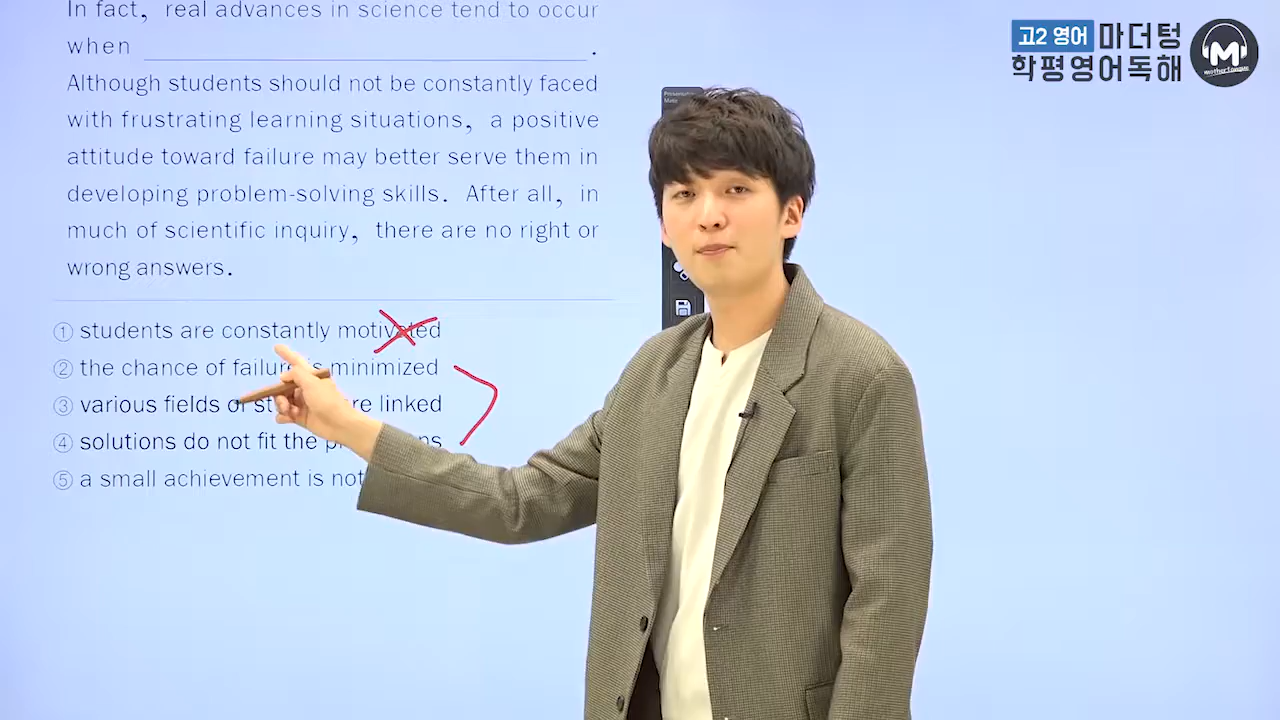 In fact, real advances in science tend to occur
when ____________ .
Although students should not be constantly faced
with frustrating learning situations, a positive
attitude toward failure may better serve them in
developing problem-solving skills. After all, in
much of scientific inquiry, there are no right or
wrong answers.
① students are constantly motivated
② the chance of failure is minimized
③ various fields of are linked
④ solutions do not fit the
⑤ a small achievement is not
고2 영어 마더텅
학평영어독해
M
mother tongue